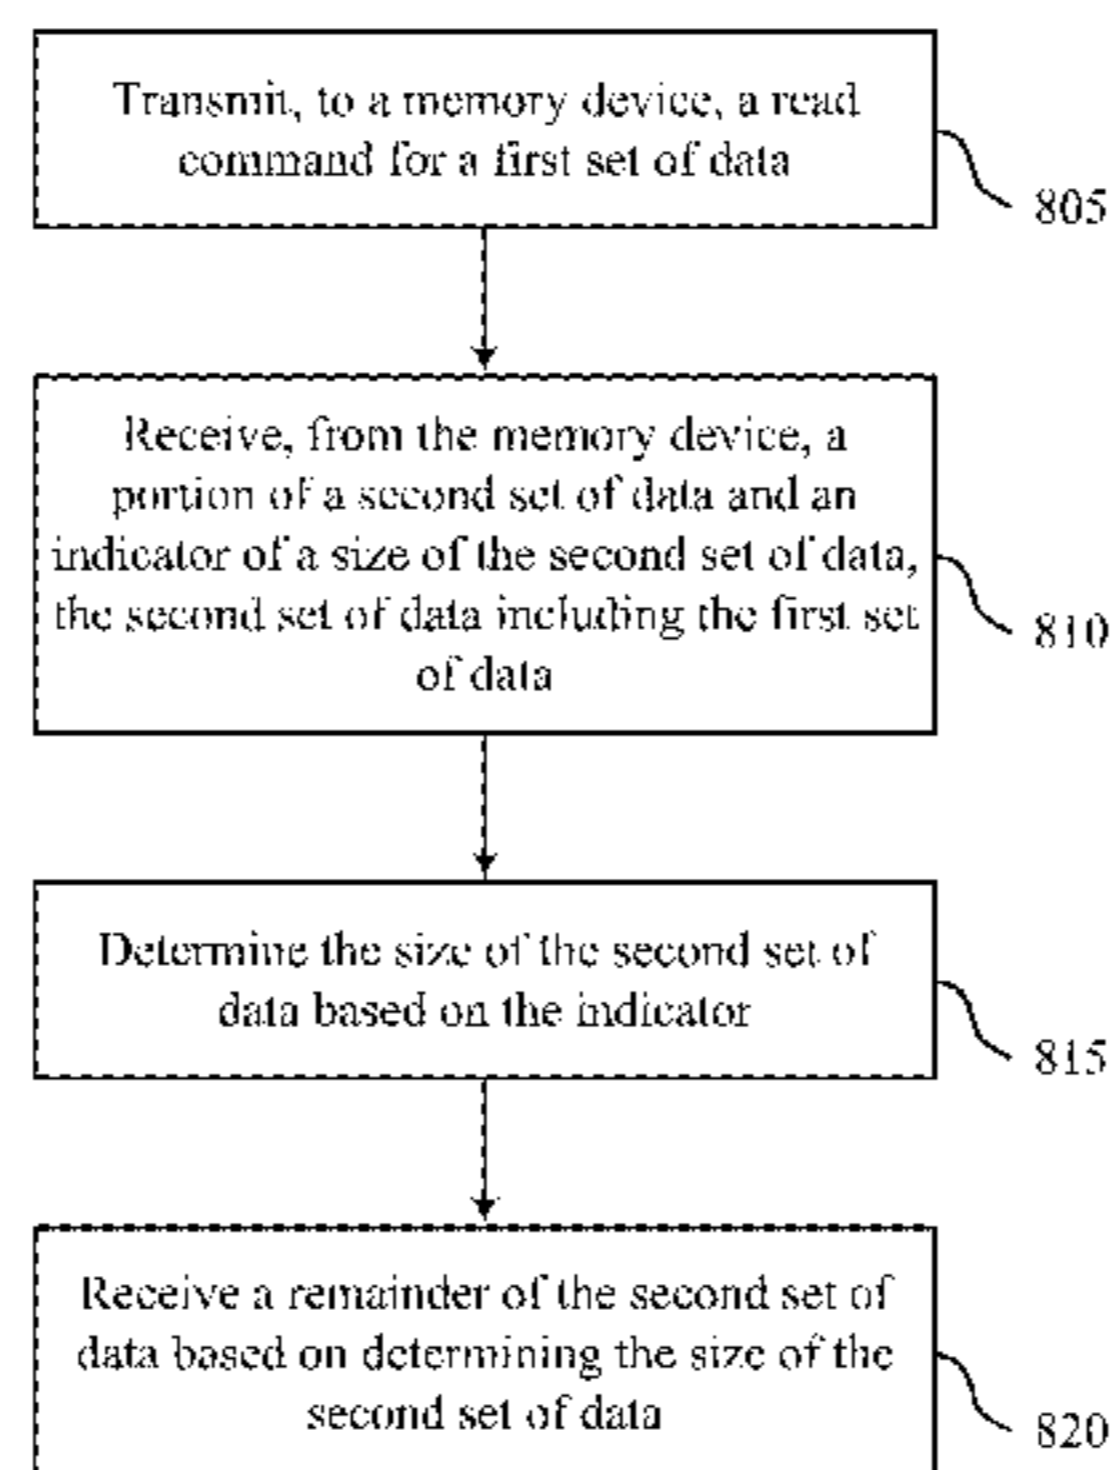 Transmit, to a memory device, a read
command for a first set of data
805
Receive, from the memory device, a
portion of a second set of data and an
indicator of a size of the second set of data,
the second set of data including the first set
of data
810
Determine the size of the second set of
data based on the indicator
815
Receive a remainder of the second set of
data based on determining the size of the
second set of data
820